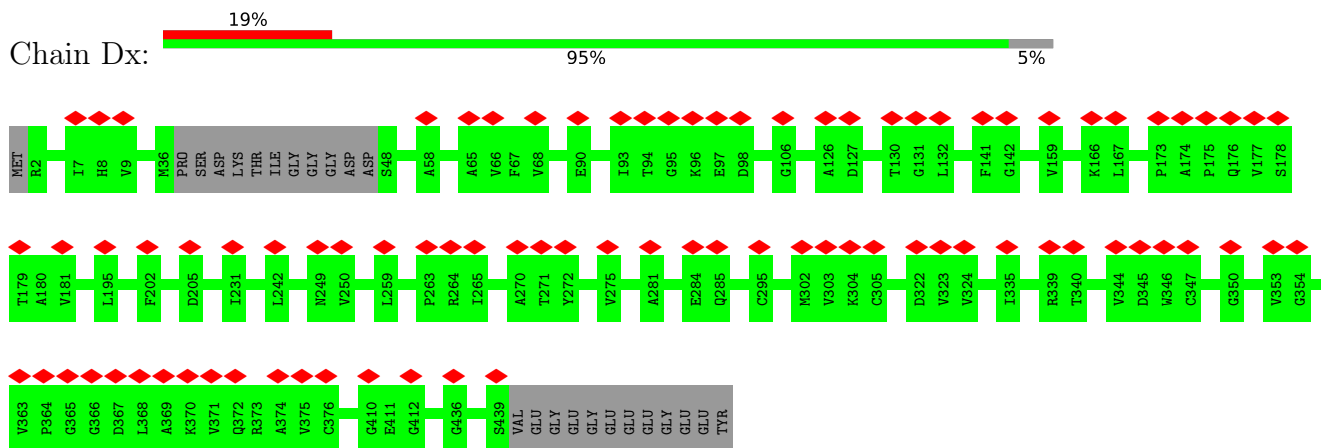 19%
Chain Dx:
95% 5%
MET R2 I7 H8 V9 M36 PRO SER ASP LYS THR ILE GLY GLY GLY ASP ASP S48 A58 A65 V66 F67 V68 E90 I93 T94 G95 K96 E97 D98 G106 A126 D127 T130 G131 L132 F141 G142 V159 K166 L167 P173 A174 P175 Q176 V177 S178
T179 A180 V181 L195 F202 D205 I231 L242 N249 V250 L259 P263 R264 I265 A270 T271 Y272 V275 A281 E284 Q285 C295 M302 V303 K304 C305 D322 V323 V324 I335 R339 T340 V344 D345 W346 C347 G350 V353 G354
V363 P364 G365 G366 D367 L368 A369 K370 V371 Q372 R373 A374 V375 C376 G410 E411 G412 G436 S439 VAL GLU GLY GLU GLY GLU GLU GLU GLY GLU GLU TYR